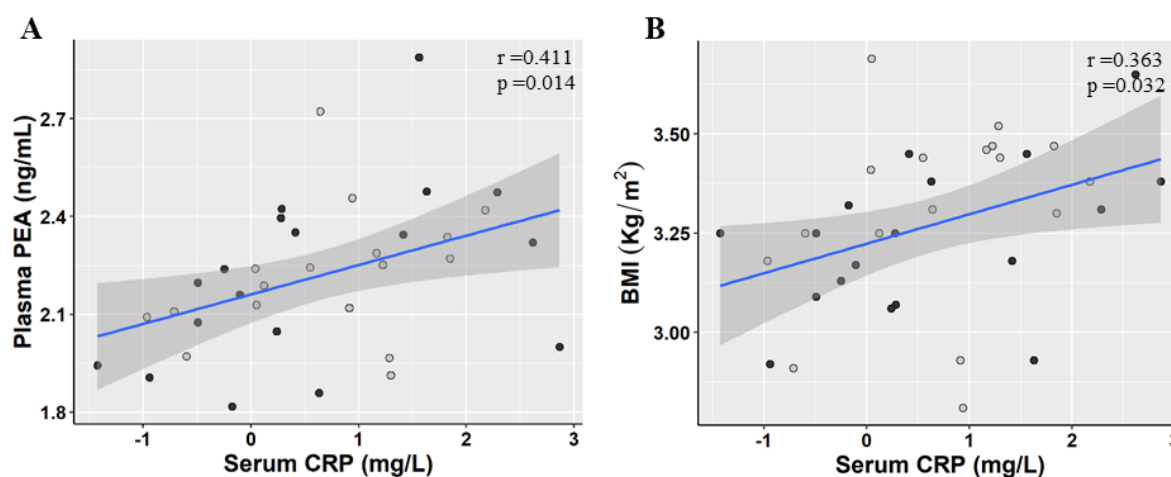 A
r =0.411
p =0.014
Plasma PEA (ng/mL)
2.7
2.4
2.1
1.8
-1
0
1
2
3
Serum CRP (mg/L)
B
r =0.363
p =0.032
BMI (Kg/m²)
3.50
3.25
3.00
-1
0
1
2
3
Serum CRP (mg/L)